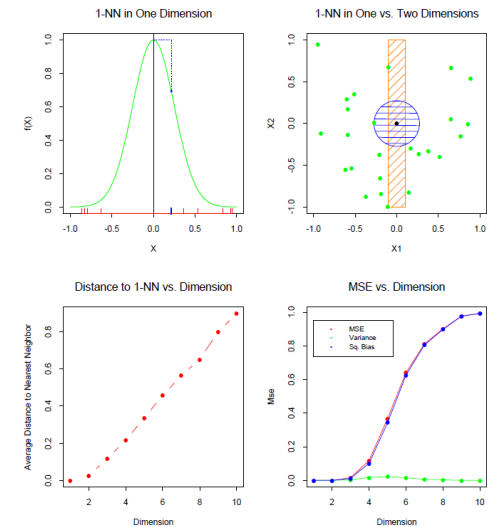 1-NN in One Dimension
f(X)
0.0
0.2
0.4
0.6
0.8
1.0
-1.0
-0.5
0.0
0.5
1.0
X
1-NN in One vs. Two Dimensions
X2
-1.0
-0.5
0.0
0.5
1.0
-1.0
-0.5
0.0
0.5
1.0
X1
Distance to 1-NN vs. Dimension
Average Distance to Nearest Neighbor
0.0
0.2
0.4
0.6
0.8
2
4
6
8
10
Dimension
MSE vs. Dimension
Mse
0.0
0.2
0.4
0.6
0.8
1.0
MSE
Variance
Sq. Bias
2
4
6
8
10
Dimension